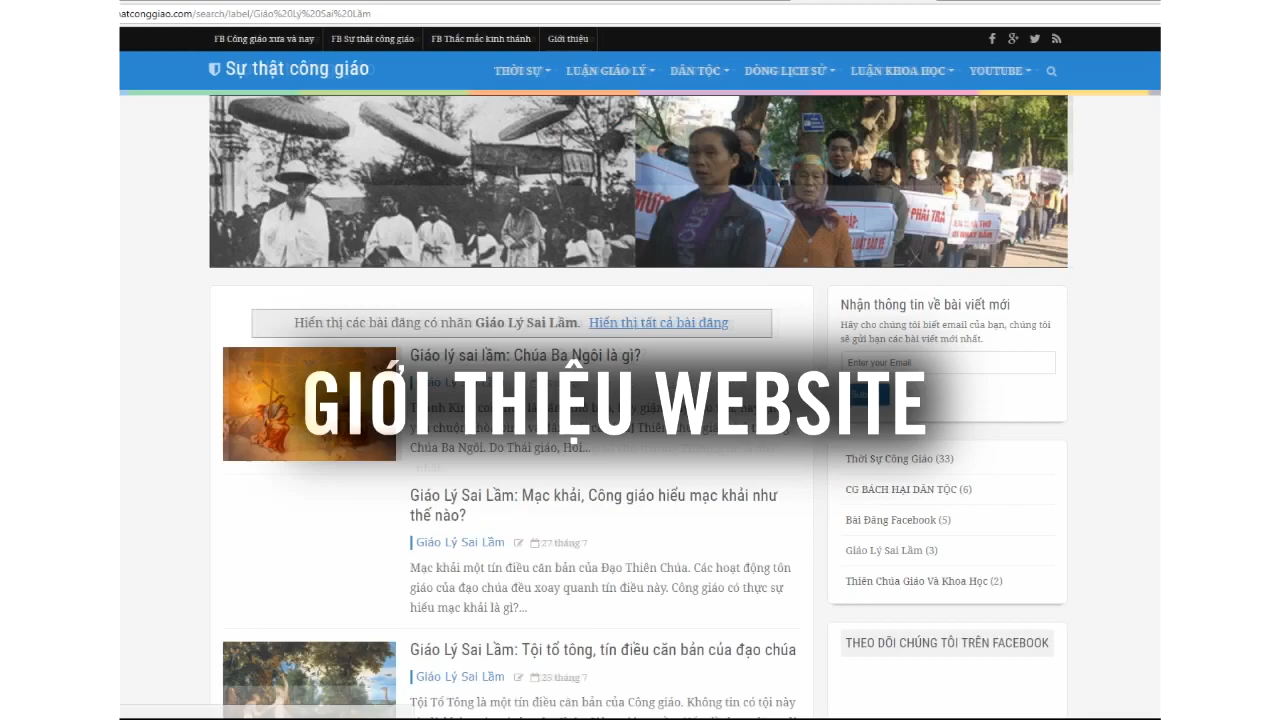 hatconggiao.com/search/label/Giáo%20Lý%20Sai%20Lầm
FB Công giáo xưa và nay
FB Sự thật công giáo
FB Thắc mắc kinh thánh
Giới thiệu
Sự thật công giáo
THỜI SỰ
LUẬN GIÁO LÝ
DÂN TỘC
DÒNG LỊCH SỬ
LUẬN KHOA HỌC
YOUTUBE
PHẢI TRẢ
Hiển thị các bài đăng có nhãn Giáo Lý Sai Lầm. Hiển thị tất cả bài đăng
Giáo lý sai lầm: Chúa Ba Ngôi là gì?
GIỚI THIỆU WEBSITE
Chúa Ba Ngôi. Do Thái giáo, Hồi...
Giáo Lý Sai Lầm: Mạc khải, Công giáo hiểu mạc khải như
thế nào?
Giáo Lý Sai Lầm
27 tháng 7
Mạc khải một tín điều căn bản của Đạo Thiên Chúa. Các hoạt động tôn
giáo của đạo chúa đều xoay quanh tín điều này. Công giáo có thực sự
hiểu mạc khải là gì?...
Giáo Lý Sai Lầm: Tội tổ tông, tín điều căn bản của đạo chúa
Giáo Lý Sai Lầm
25 tháng 7
Tội Tổ Tông là một tín điều căn bản của Công giáo. Không tin có tội này
Nhận thông tin về bài viết mới
Hãy cho chúng tôi biết email của bạn, chúng tôi
sẽ gửi bạn các bài viết mới nhất.
Enter your Email
Thời Sự Công Giáo (33)
CG BÁCH HẠI DÂN TỘC (6)
Bài Đăng Facebook (5)
Giáo Lý Sai Lầm (3)
Thiên Chúa Giáo Và Khoa Học (2)
THEO DÕI CHÚNG TÔI TRÊN FACEBOOK